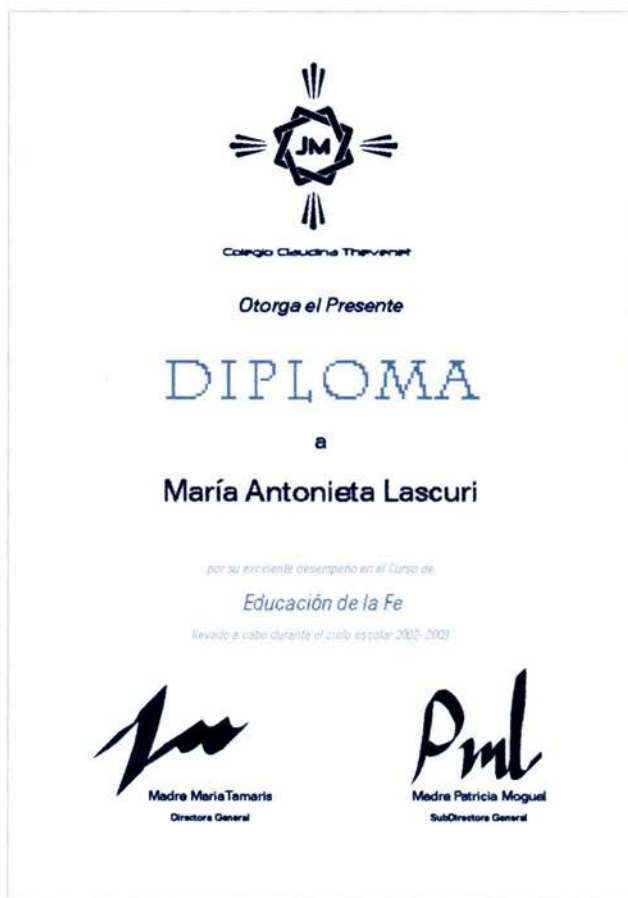 JM
Colegio Claudina Thevenet
Otorga el Presente
DIPLOMA
a
María Antonieta Lascuri
por su excelente desempeño en el Curso de
Educación de la Fe
llevado a cabo durante el ciclo escolar 2002-2003
Pml
Madre María Tamaris
Madre Patricia Moguel
Directora General
SubDirectora General